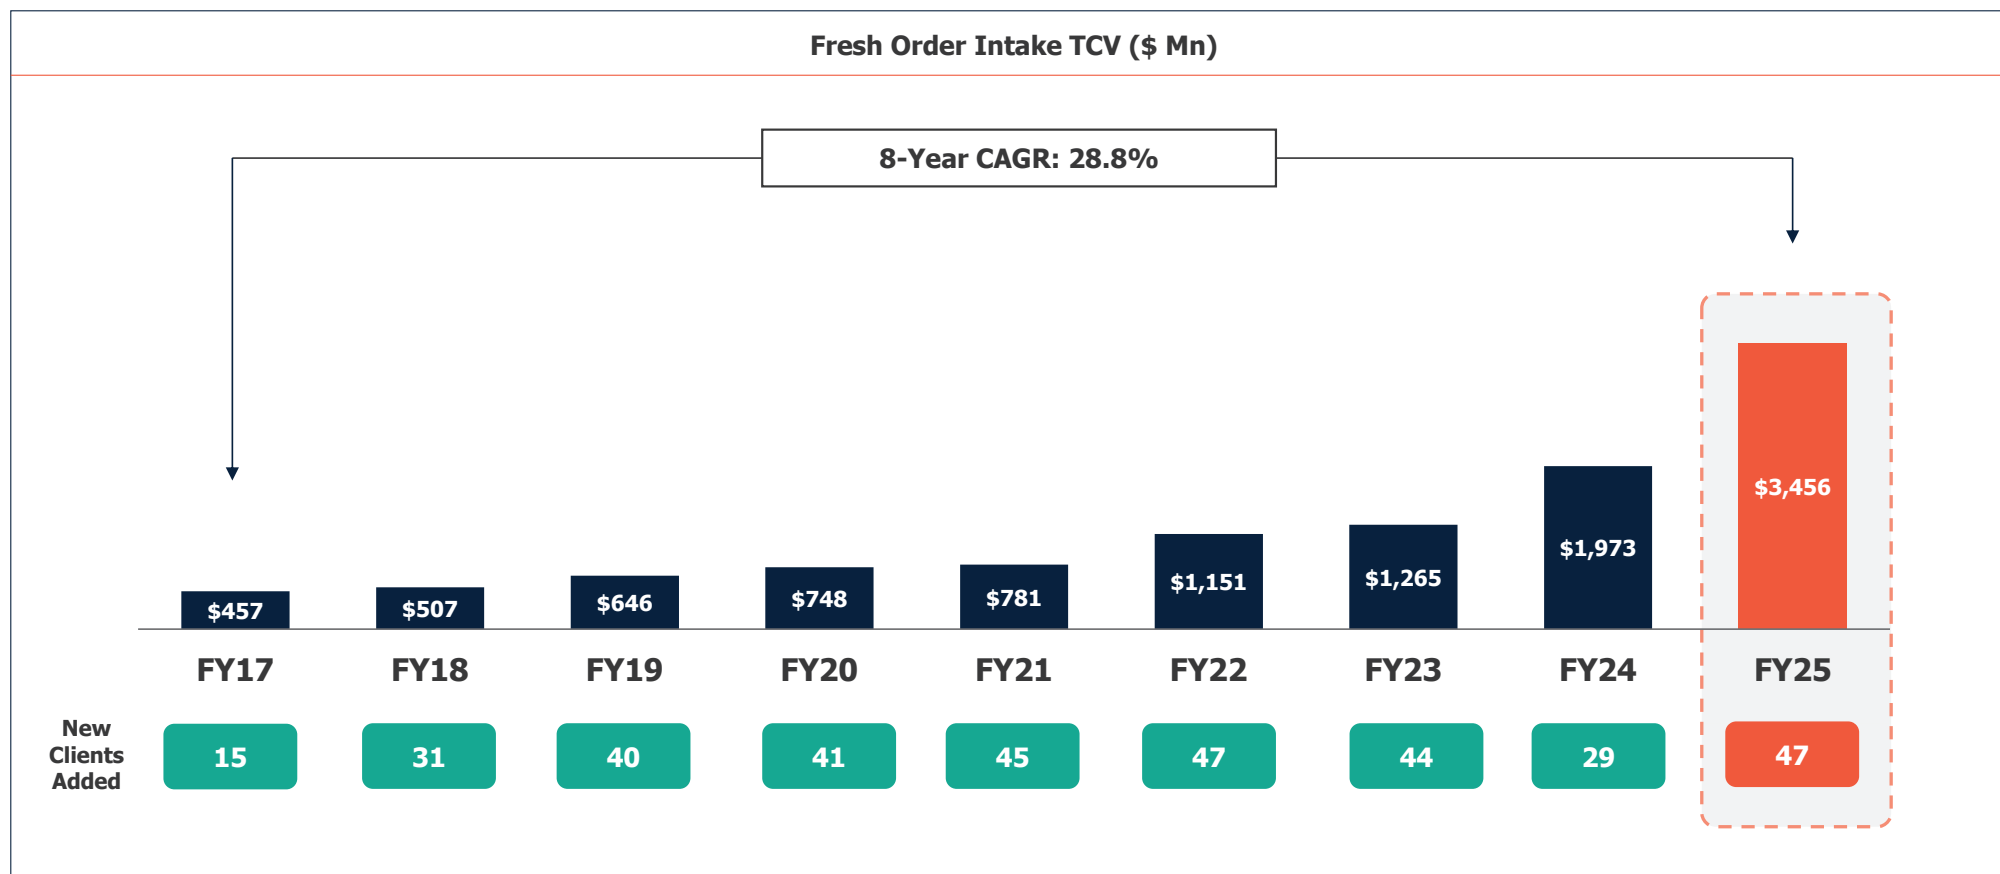 Fresh Order Intake TCV ($ Mn)
8-Year CAGR: 28.8%
$457
$507
$646
$748
$781
$1,151
$1,265
$1,973
$3,456
FY17
FY18
FY19
FY20
FY21
FY22
FY23
FY24
FY25
New
Clients
Added
15
31
40
41
45
47
44
29
47